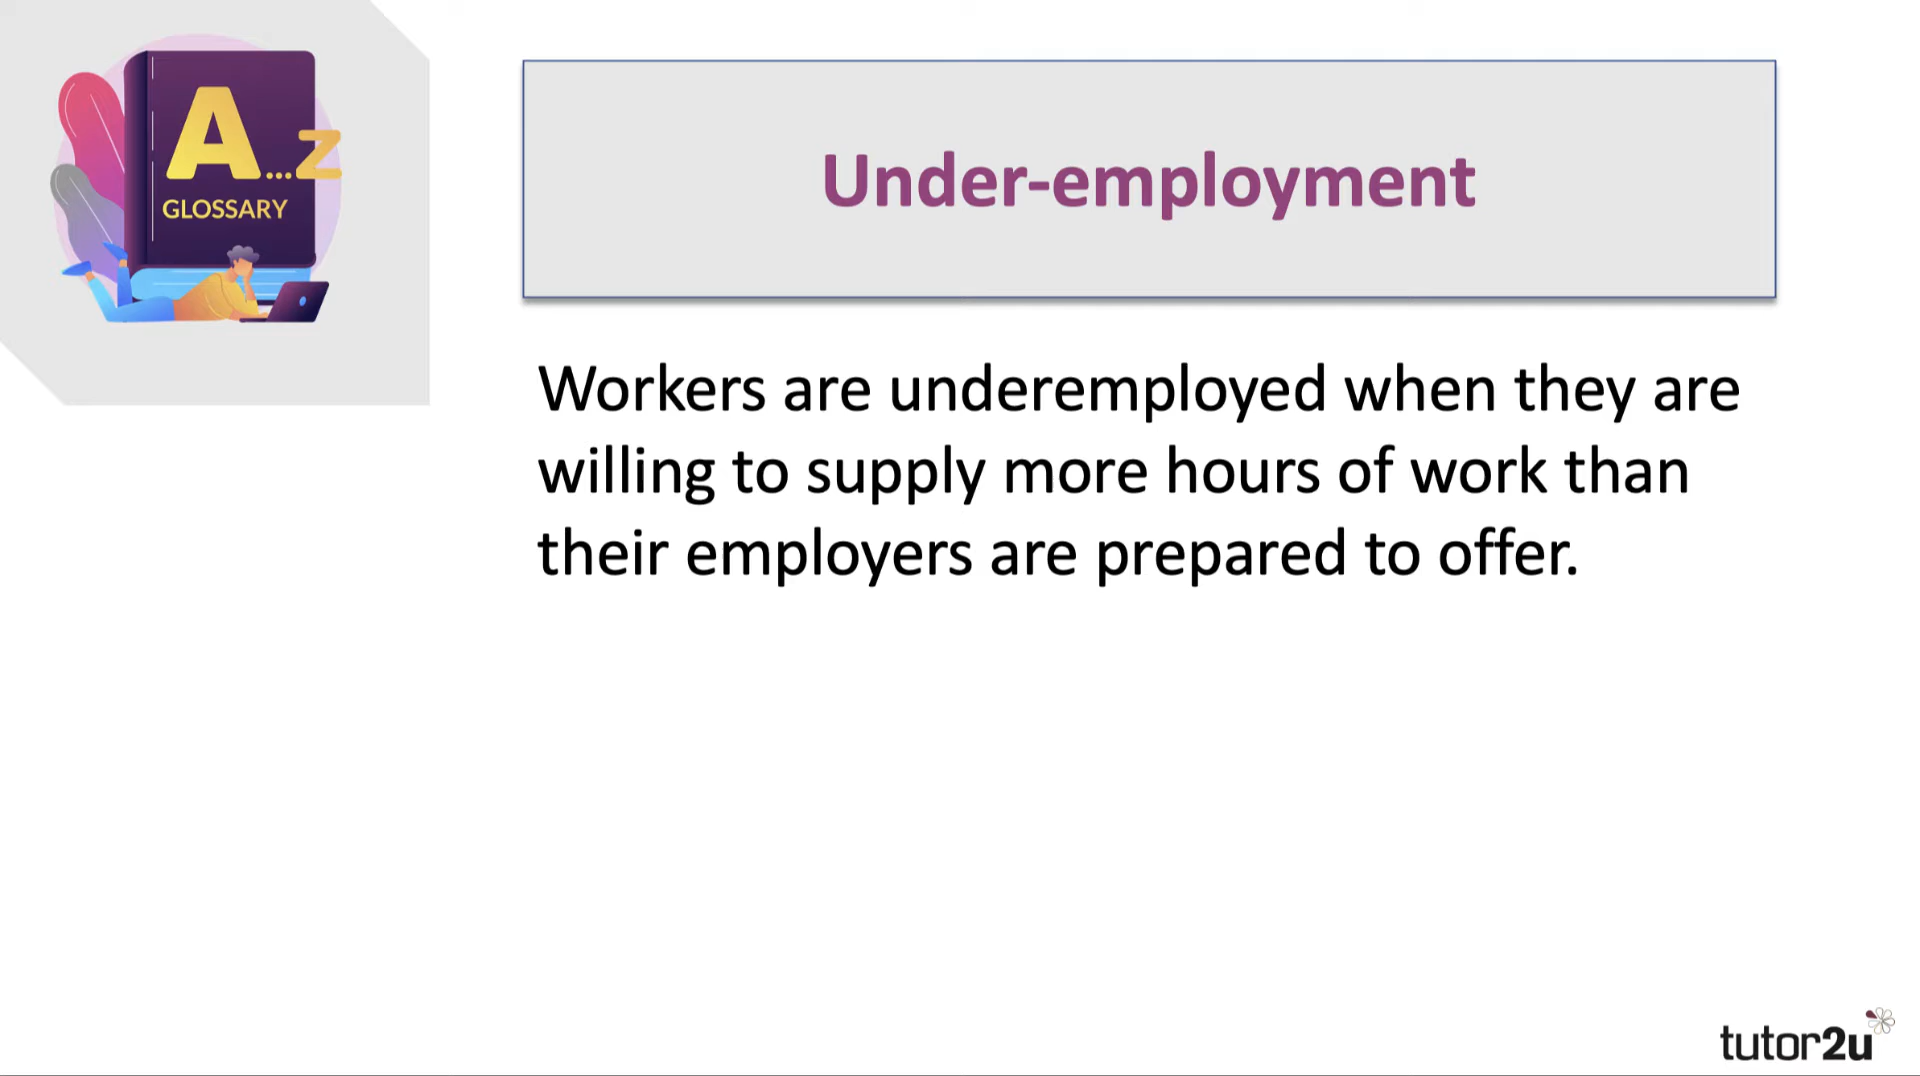 A...Z
GLOSSARY
Under-employment
Workers are underemployed when they are
willing to supply more hours of work than
their employers are prepared to offer.
tutor2u